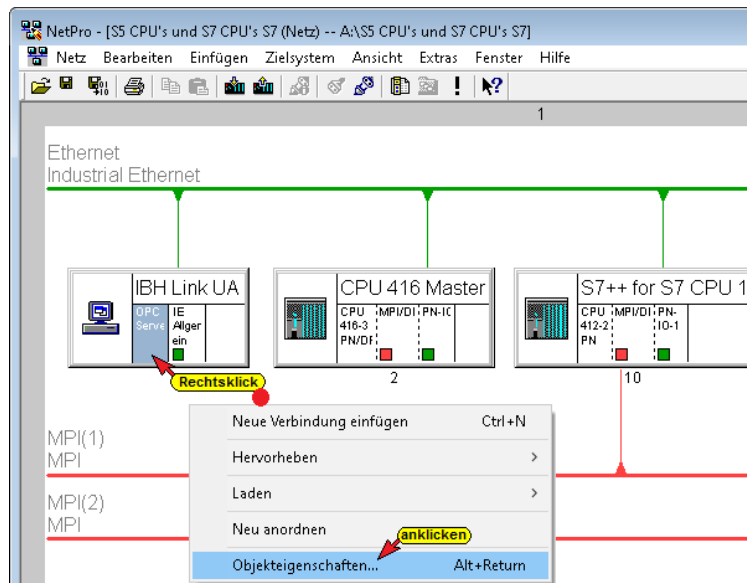 NetPro - [S5 CPU's und S7 CPU's S7 (Netz) -- A:\S5 CPU's und S7 CPU's S7]
Netz Bearbeiten Einfügen Zielsystem Ansicht Extras Fenster Hilfe
1
Ethernet
Industrial Ethernet
IBH Link UA
OPC Serve
IE Allger ein
CPU 416 Master
CPU 416-3 PN/DF
MPI/DI
PN-IC
2
S7++ for S7 CPU 1
CPU 412-2 PN
MPI/DI
PN-IO-1
10
Rechtsklick
Neue Verbindung einfügen Ctrl+N
Hervorheben
Laden
Neu anordnen
anklicken
Objekteigenschaften... Alt+Return
MPI(1)
MPI
MPI(2)
MPI